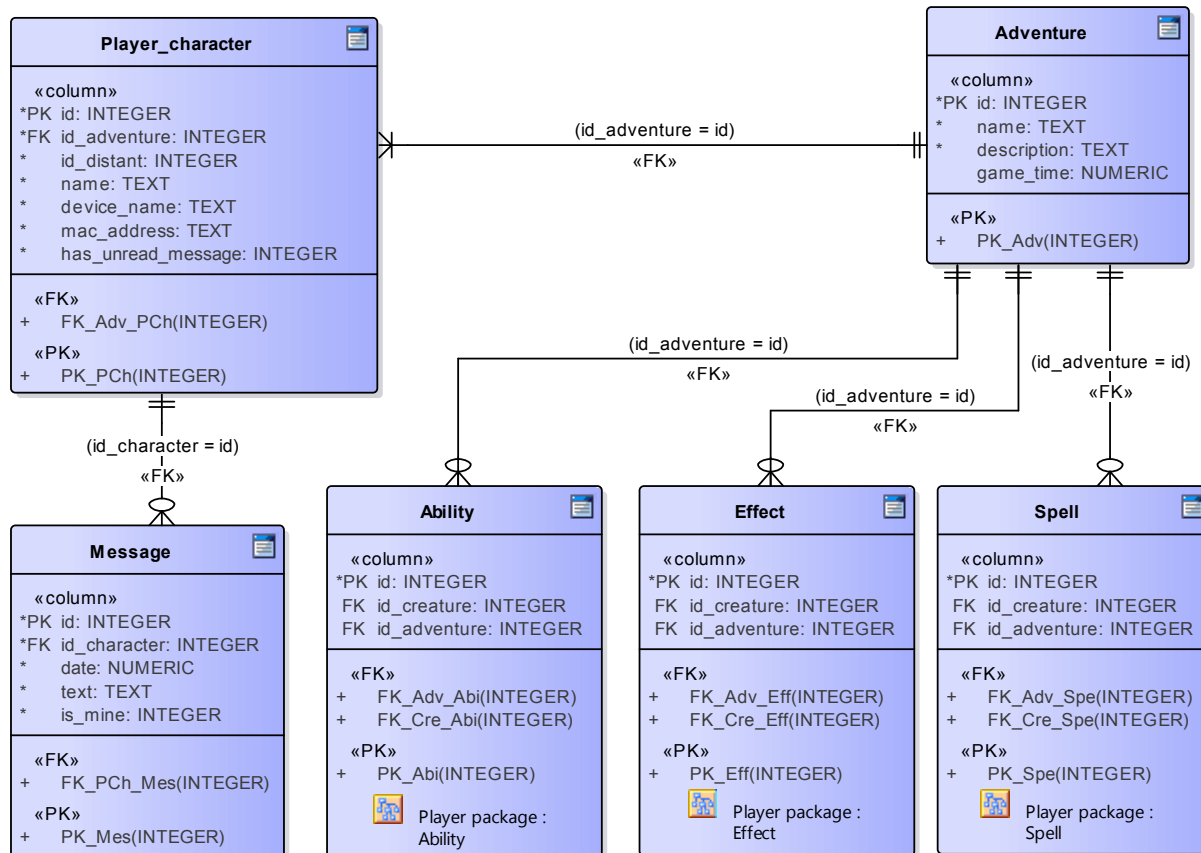 Player_character
«column»
*PK id: INTEGER
*FK id_adventure: INTEGER
* id_distant: INTEGER
* name: TEXT
* device_name: TEXT
* mac_address: TEXT
* has_unread_message: INTEGER
«FK»
+ FK_Adv_PCh(INTEGER)
«PK»
+ PK_PCh(INTEGER)
(id_adventure = id)
«FK»
Adventure
«column»
*PK id: INTEGER
* name: TEXT
* description: TEXT
game_time: NUMERIC
«PK»
+ PK_Adv(INTEGER)
(id_adventure = id)
«FK»
(id_adventure = id)
«FK»
(id_adventure = id)
«FK»
(id_character = id)
«FK»
Message
«column»
*PK id: INTEGER
*FK id_character: INTEGER
* date: NUMERIC
* text: TEXT
* is_mine: INTEGER
«FK»
+ FK_PCh_Mes(INTEGER)
«PK»
+ PK_Mes(INTEGER)
Ability
«column»
*PK id: INTEGER
FK id_creature: INTEGER
FK id_adventure: INTEGER
«FK»
+ FK_Adv_Abi(INTEGER)
+ FK_Cre_Abi(INTEGER)
«PK»
+ PK_Abi(INTEGER)
Player package :
Ability
Effect
«column»
*PK id: INTEGER
FK id_creature: INTEGER
FK id_adventure: INTEGER
«FK»
+ FK_Adv_Eff(INTEGER)
+ FK_Cre_Eff(INTEGER)
«PK»
+ PK_Eff(INTEGER)
Player package :
Effect
Spell
«column»
*PK id: INTEGER
FK id_creature: INTEGER
FK id_adventure: INTEGER
«FK»
+ FK_Adv_Spe(INTEGER)
+ FK_Cre_Spe(INTEGER)
«PK»
+ PK_Spe(INTEGER)
Player package :
Spell